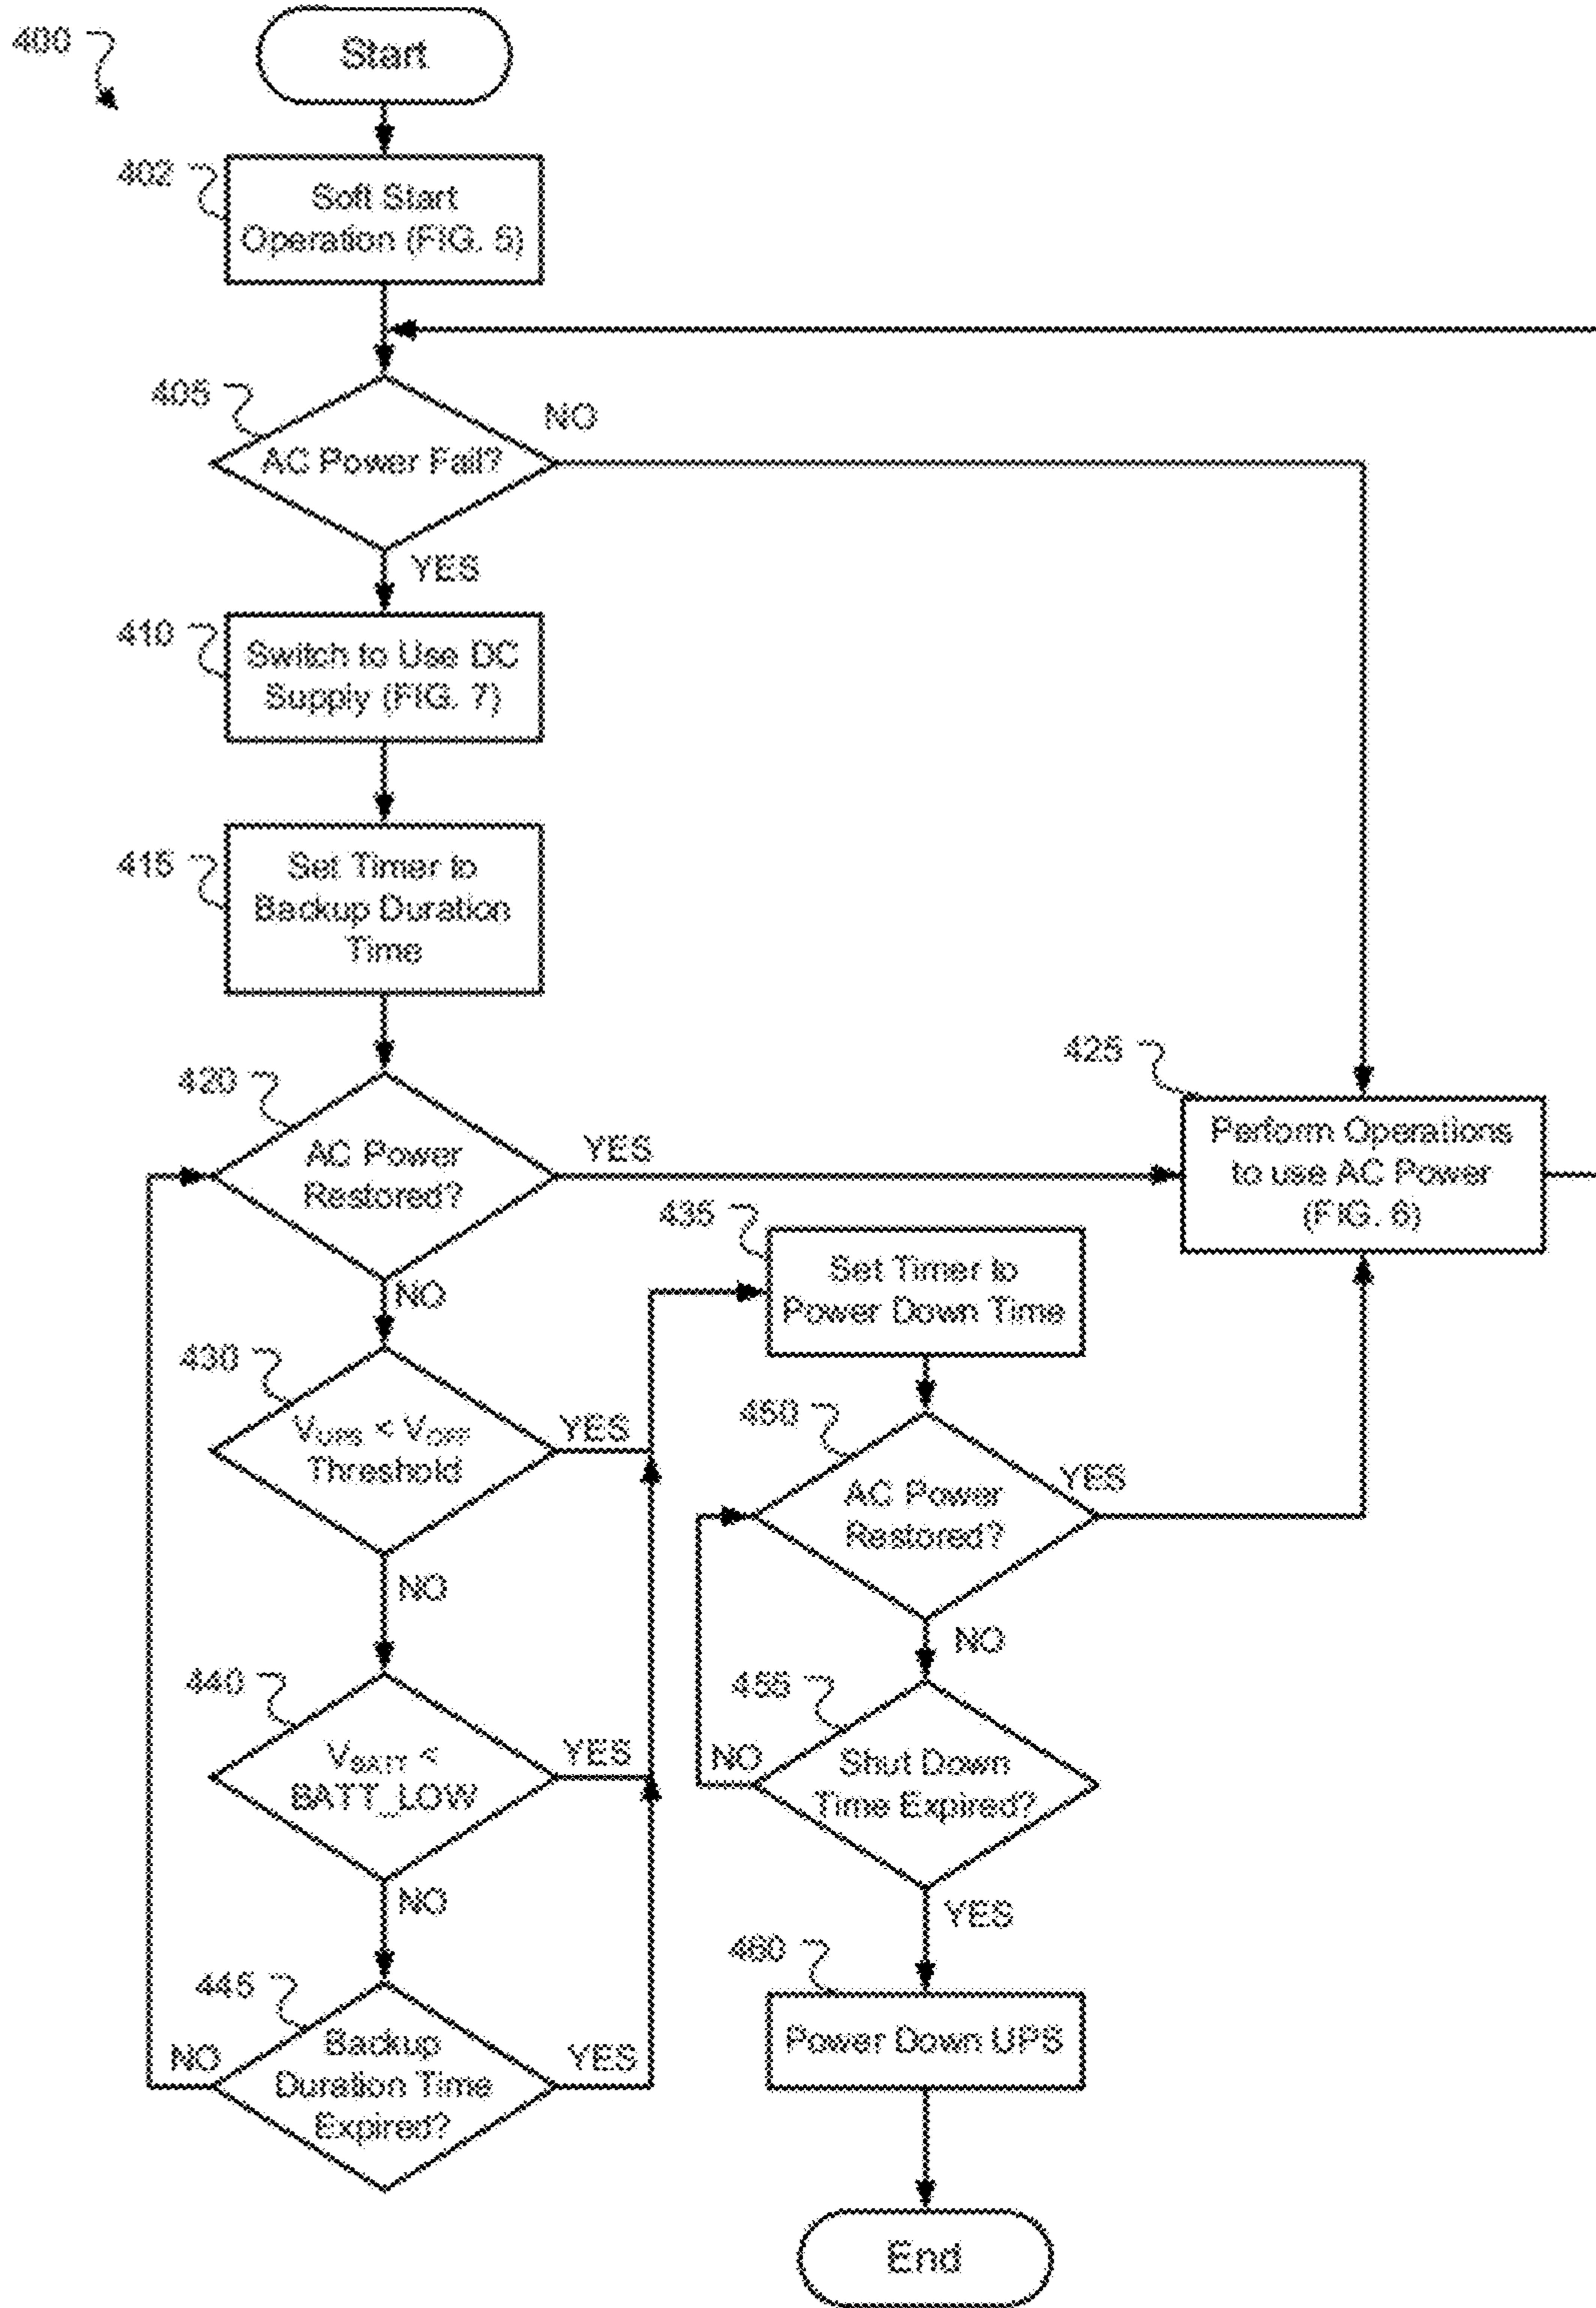 400
Start
402
Soft Start
Operation (FIG. 5)
405
AC Power Fail?
NO
YES
410
Switch to Use DC
Supply (FIG. 7)
415
Set Timer to
Backup Duration
Time
420
AC Power
Restored?
YES
NO
425
Perform Operations
to use AC Power
(FIG. 6)
430
VUPS < VOFF
Threshold
YES
NO
435
Set Timer to
Power Down Time
440
VBATT <
BATT_LOW
YES
NO
445
Backup
Duration Time
Expired?
NO
YES
450
AC Power
Restored?
YES
NO
455
Shut Down
Time Expired?
NO
YES
460
Power Down UPS
End